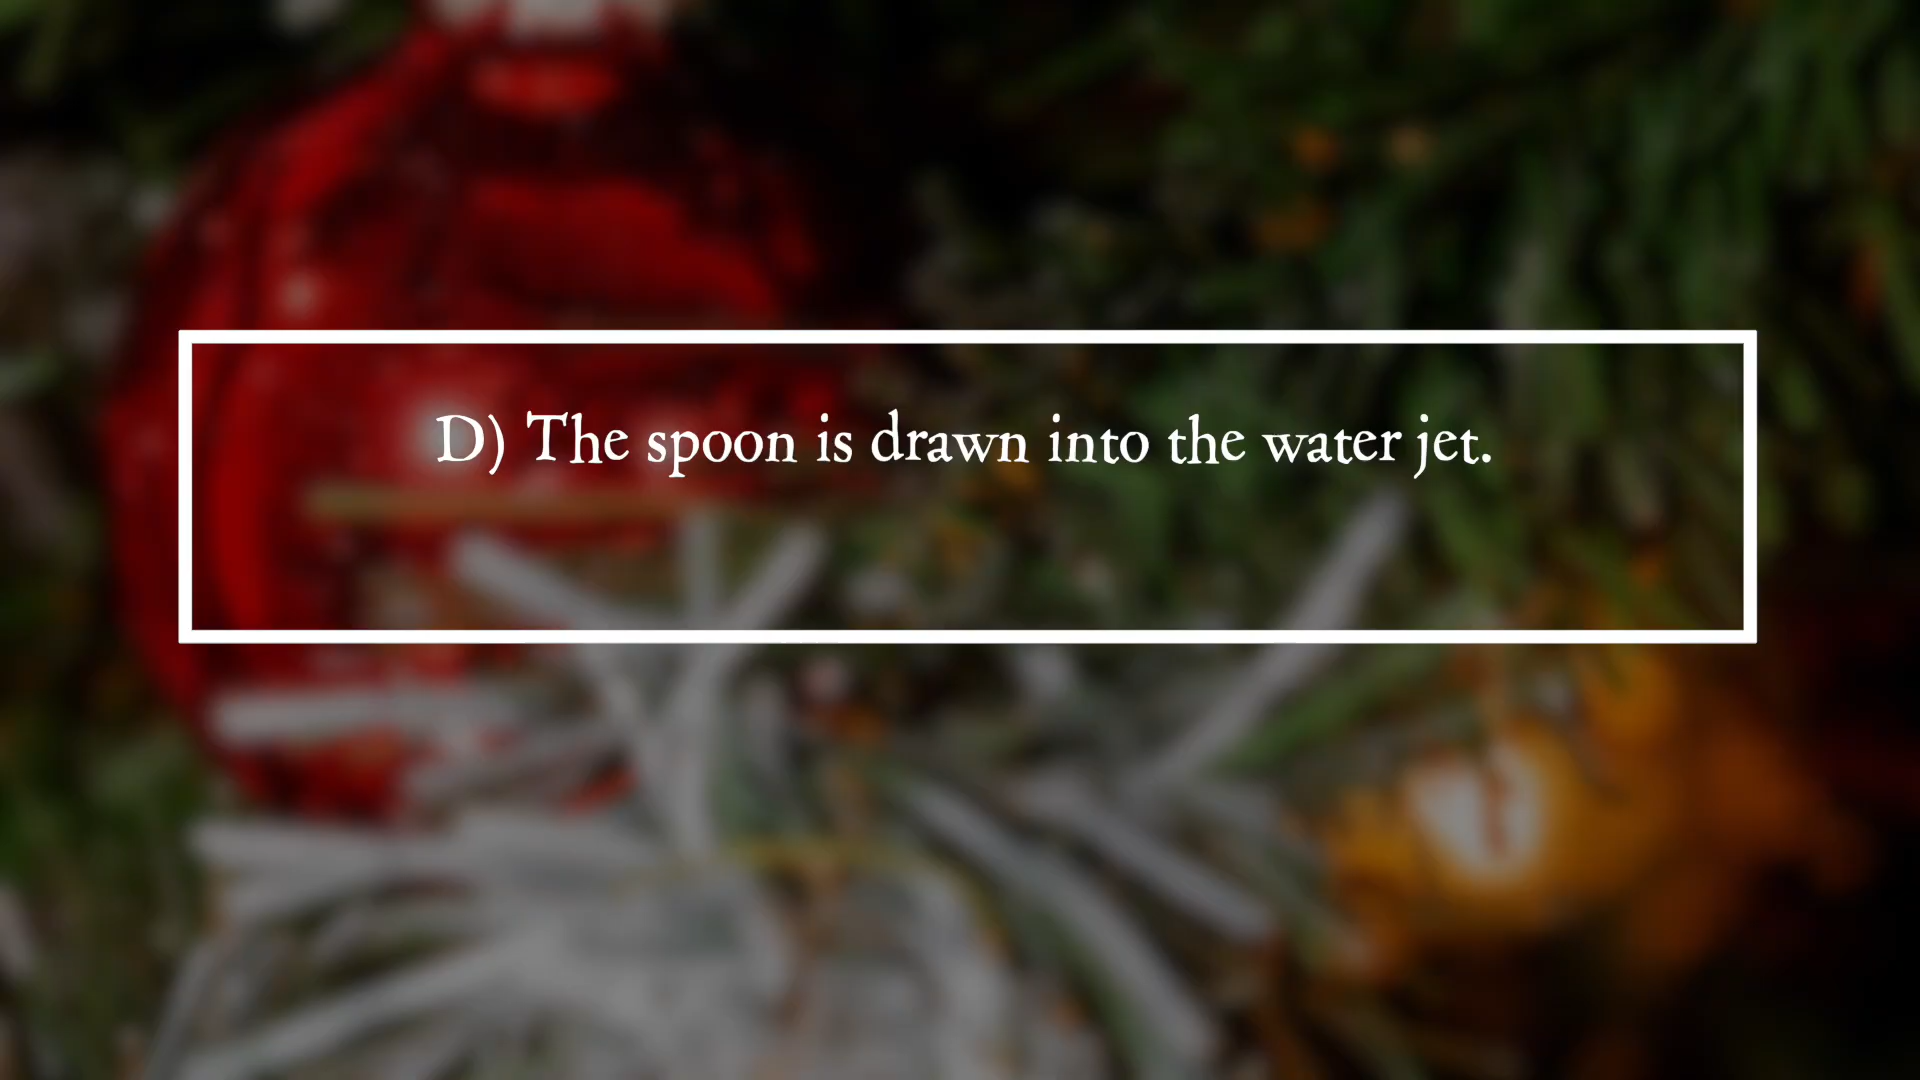 D) The spoon is drawn into the water jet.